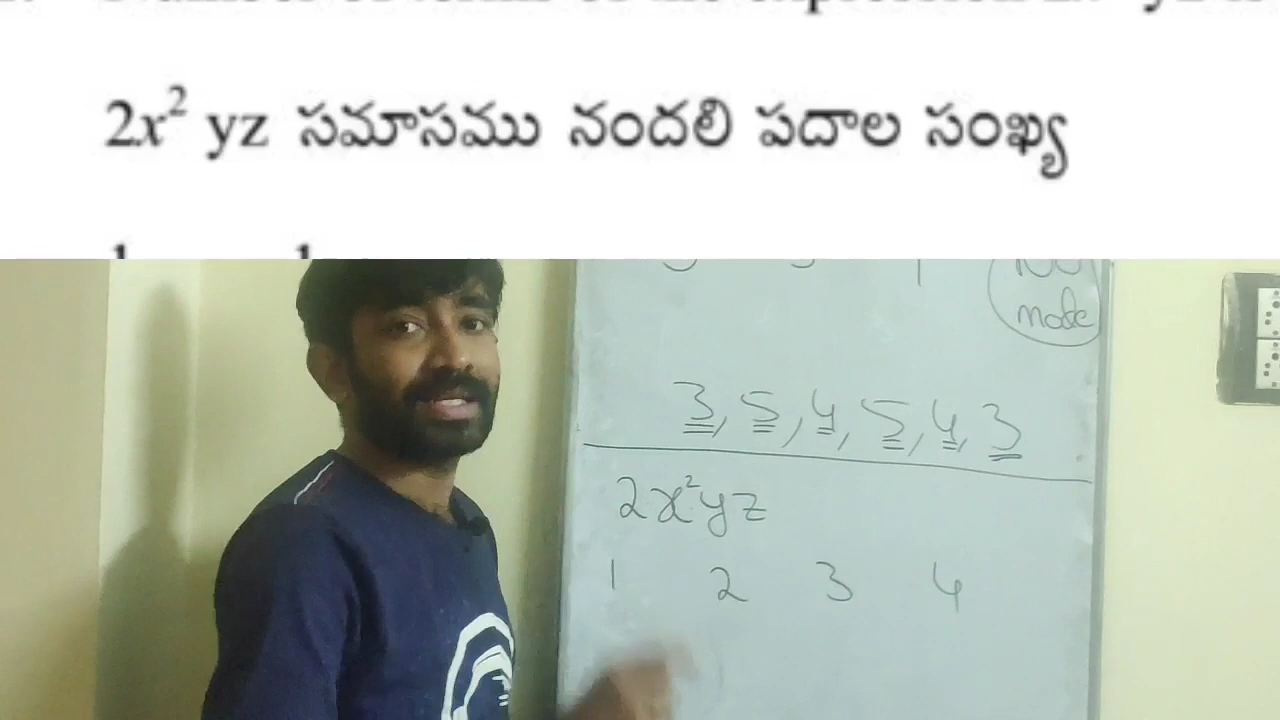 2x² yz సమాసము నందలి పదాల సంఖ్య
mode
3, 5, 4, 5, 4, 3
2x²yz
1 2 3 4